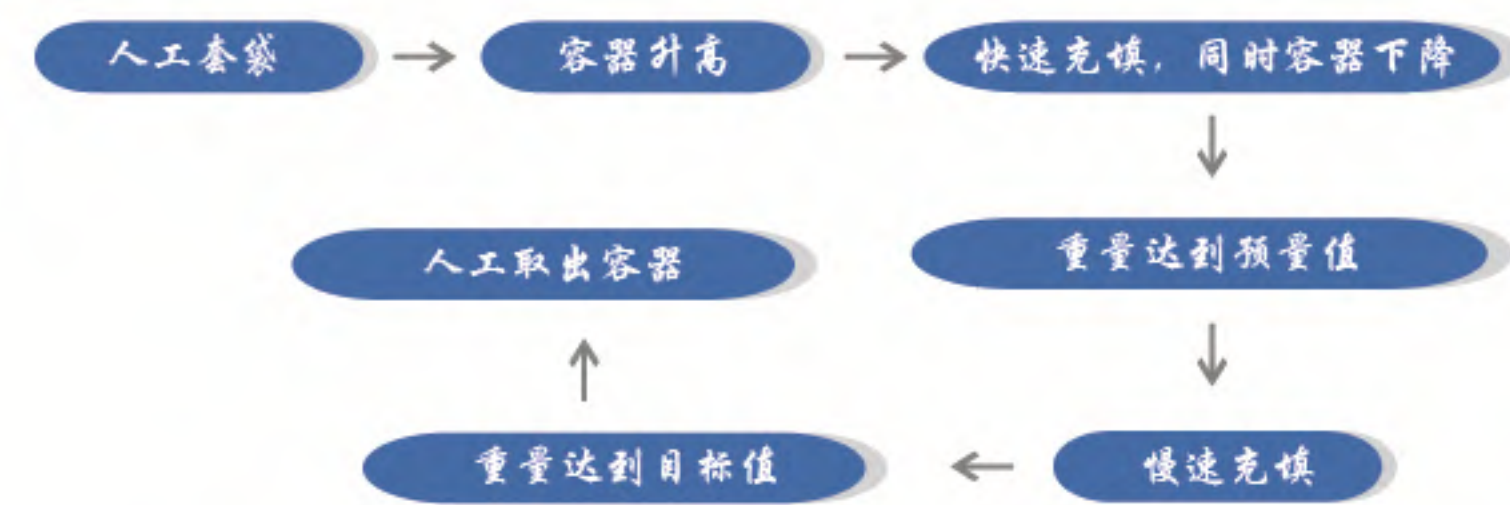 人工套袋
容器升高
快速充填，同时容器下降
重量达到预量值
慢速充填
重量达到目标值
人工取出容器